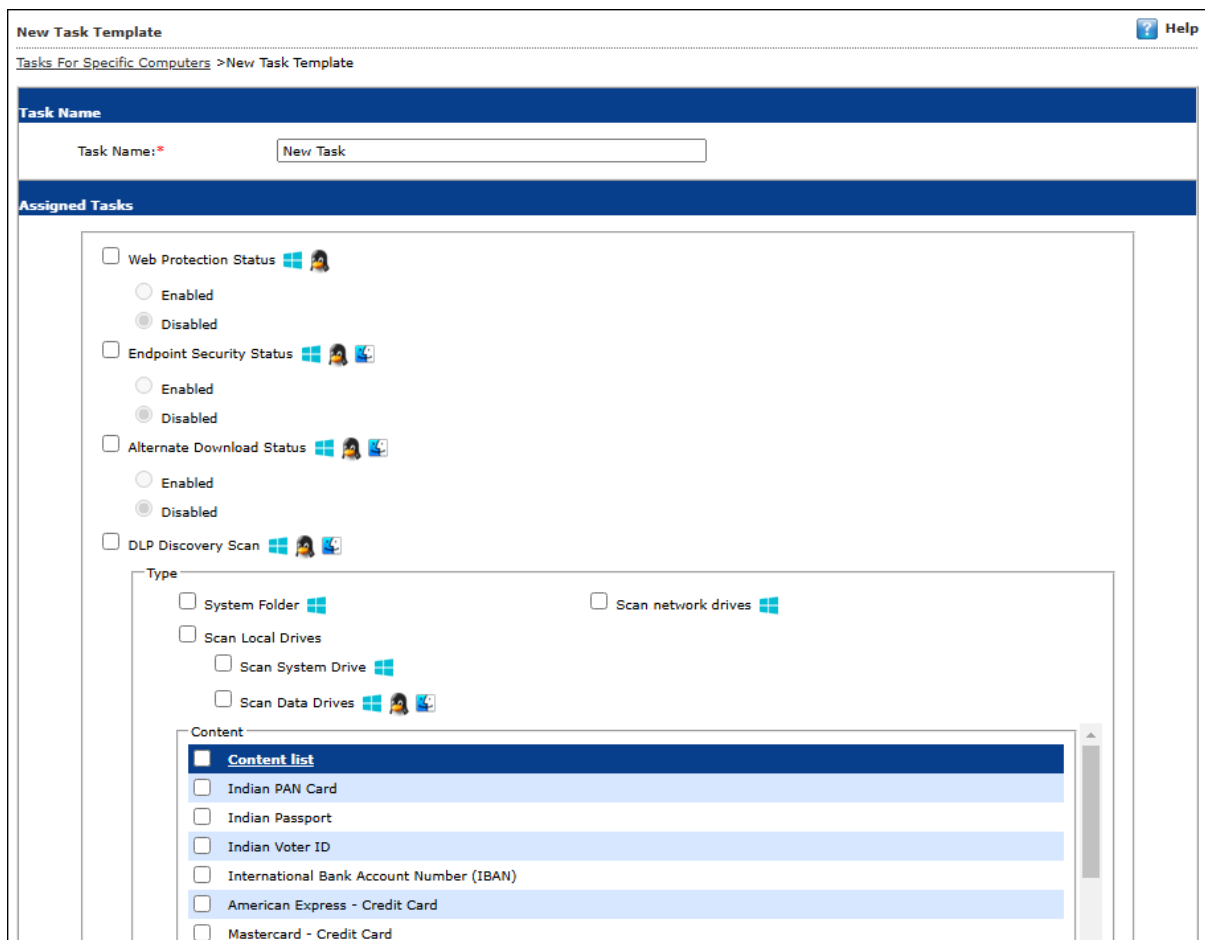 New Task Template
? Help
Tasks For Specific Computers >New Task Template
Task Name
Task Name:* New Task
Assigned Tasks
Web Protection Status
Enabled
Disabled
Endpoint Security Status
Enabled
Disabled
Alternate Download Status
Enabled
Disabled
DLP Discovery Scan
Type
System Folder Scan network drives
Scan Local Drives
Scan System Drive
Scan Data Drives
Content
Content list
Indian PAN Card
Indian Passport
Indian Voter ID
International Bank Account Number (IBAN)
American Express - Credit Card
Mastercard - Credit Card